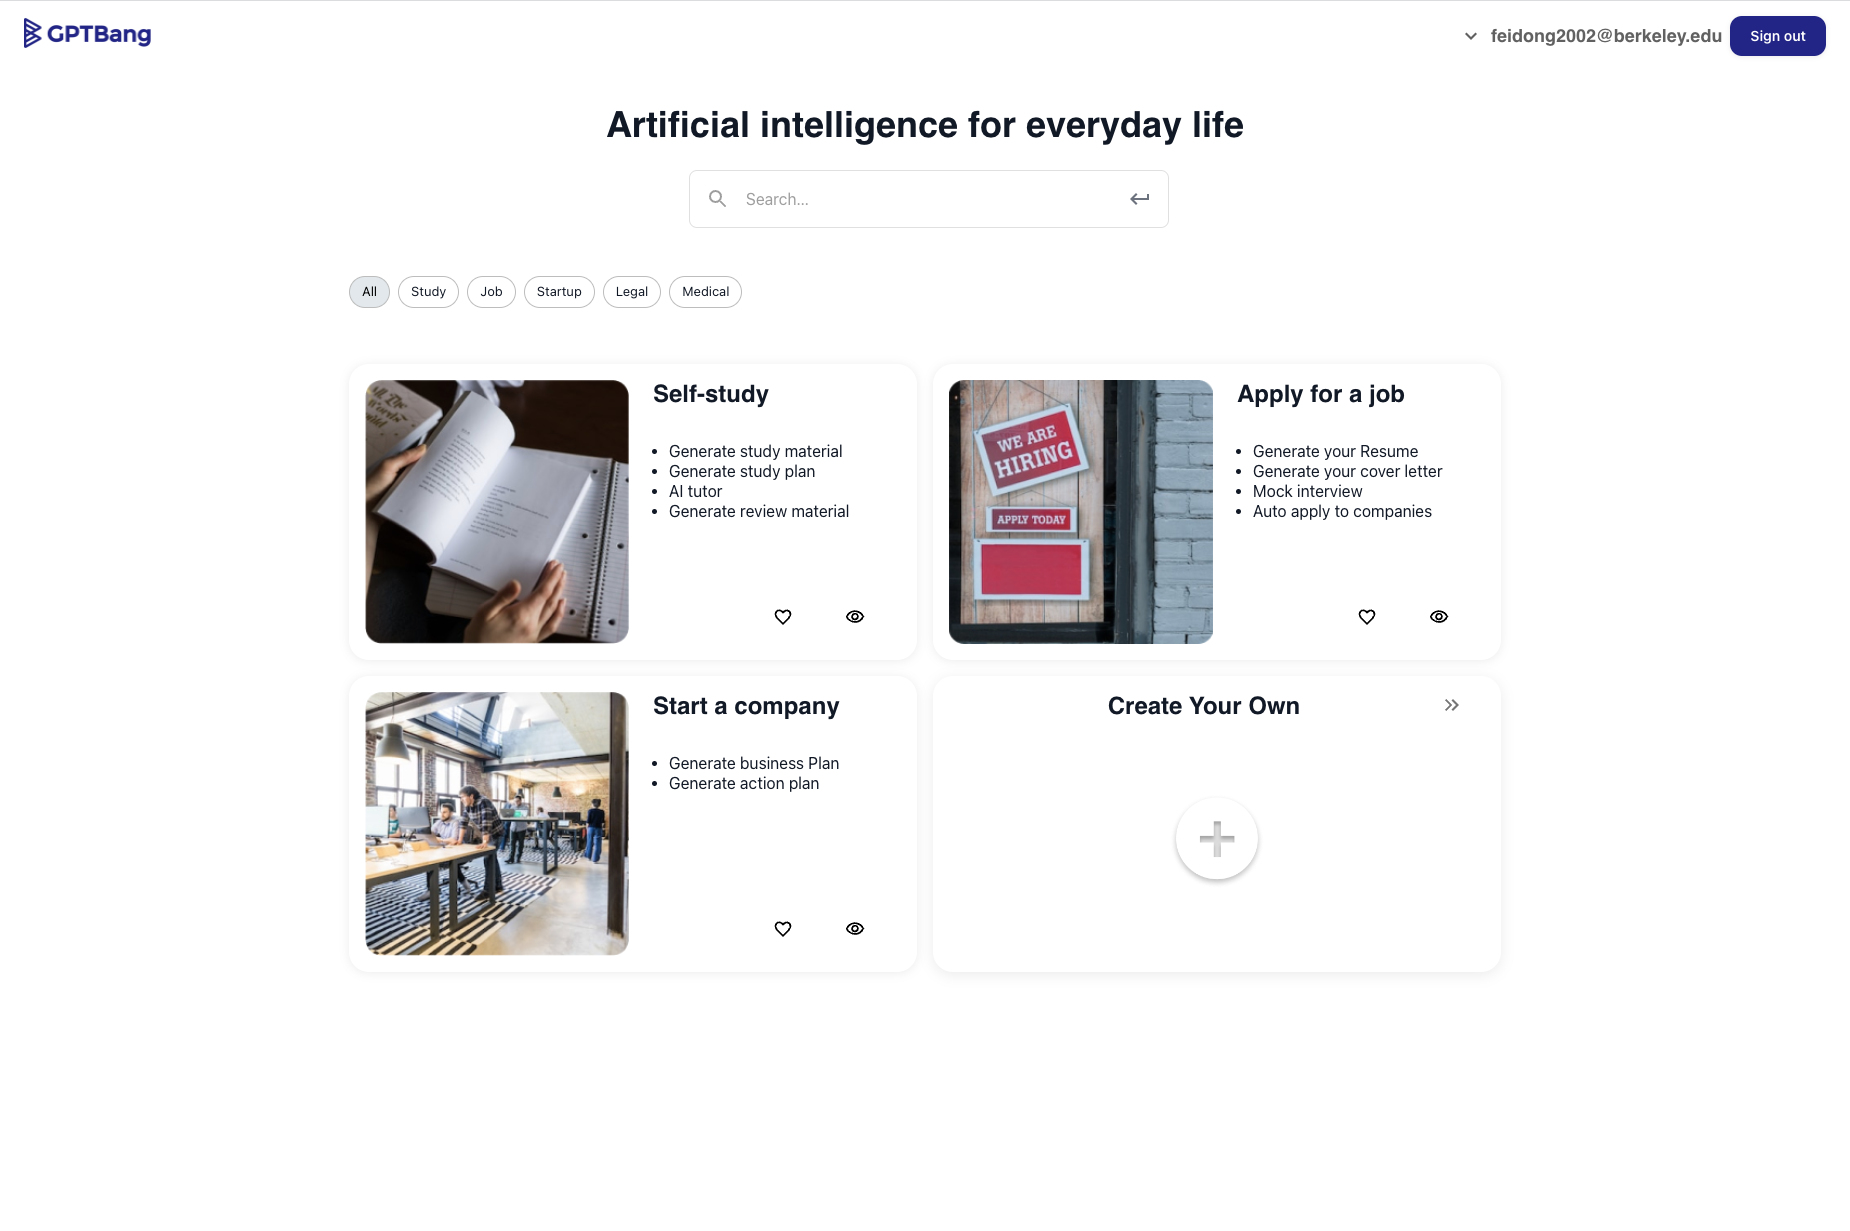 GPTBang
feidong2002@berkeley.edu
Sign out
Artificial intelligence for everyday life
Search...
All
Study
Job
Startup
Legal
Medical
Self-study
Generate study material
Generate study plan
AI tutor
Generate review material
WE ARE
HIRING
APPLY TODAY
Apply for a job
Generate your Resume
Generate your cover letter
Mock interview
Auto apply to companies
Start a company
Generate business Plan
Generate action plan
Create Your Own